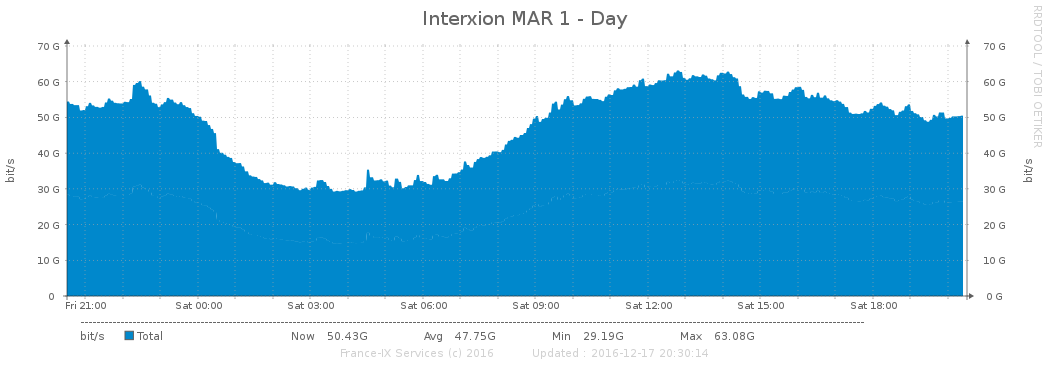 Interxion MAR 1 - Day
RRDTOOL / TOBI OETIKER
70 G 70 G
60 G 60 G
50 G 50 G
40 G 40 G
30 G 30 G
20 G 20 G
10 G 10 G
0 0 G
bit/s bit/s
Fri 21:00 Sat 00:00 Sat 03:00 Sat 06:00 Sat 09:00 Sat 12:00 Sat 15:00 Sat 18:00
bit/s Total Now 50.43G Avg 47.75G Min 29.19G Max 63.08G
France-IX Services (c) 2016 Updated : 2016-12-17 20:30:14